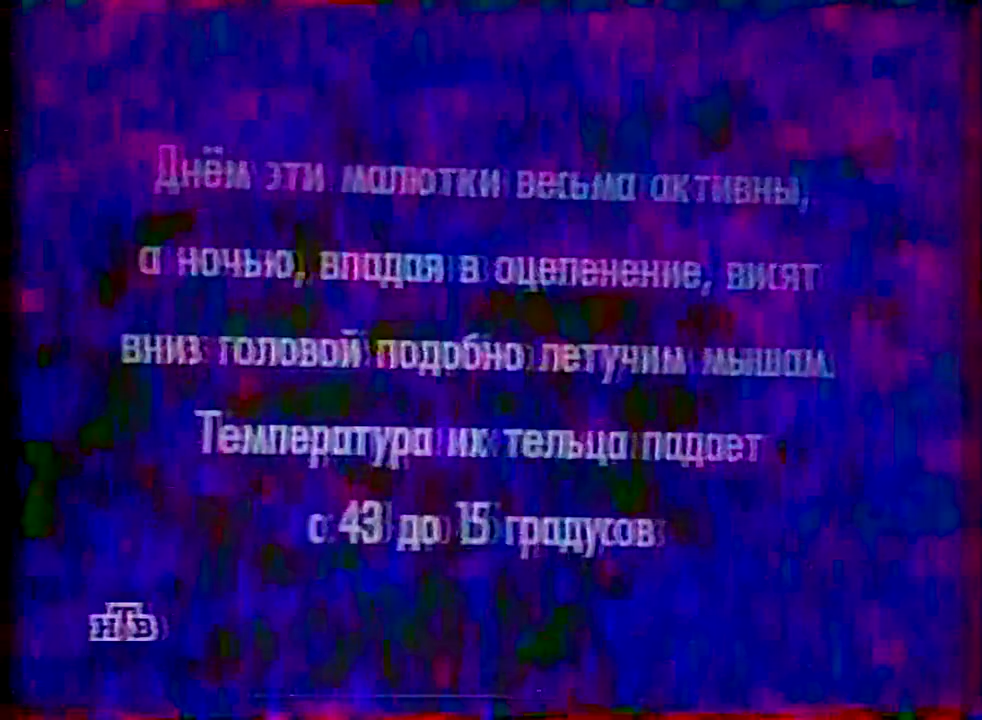 Днём эти малютки весьма активны,
а ночью, впадая в оцепенение, висят
вниз головой подобно летучим мышам.
Температура их тельца падает
с 43 до 15 градусов
НТВ